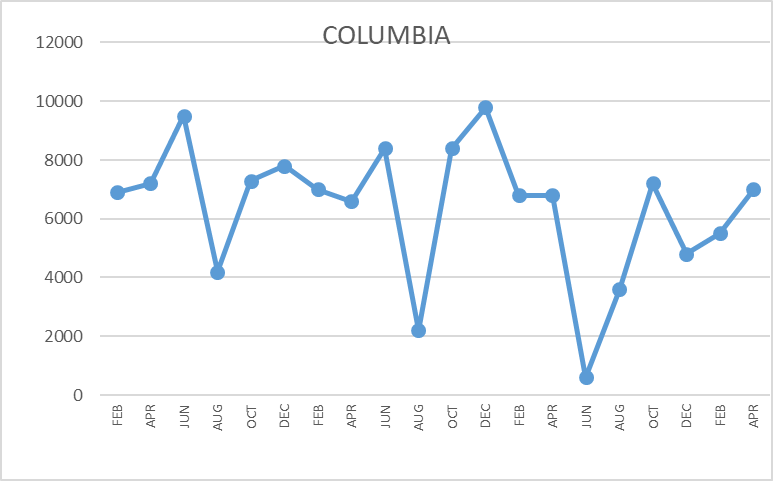 COLUMBIA
12000
10000
8000
6000
4000
2000
0
FEB
APR
JUN
AUG
OCT
DEC
FEB
APR
JUN
AUG
OCT
DEC
FEB
APR
JUN
AUG
OCT
DEC
FEB
APR